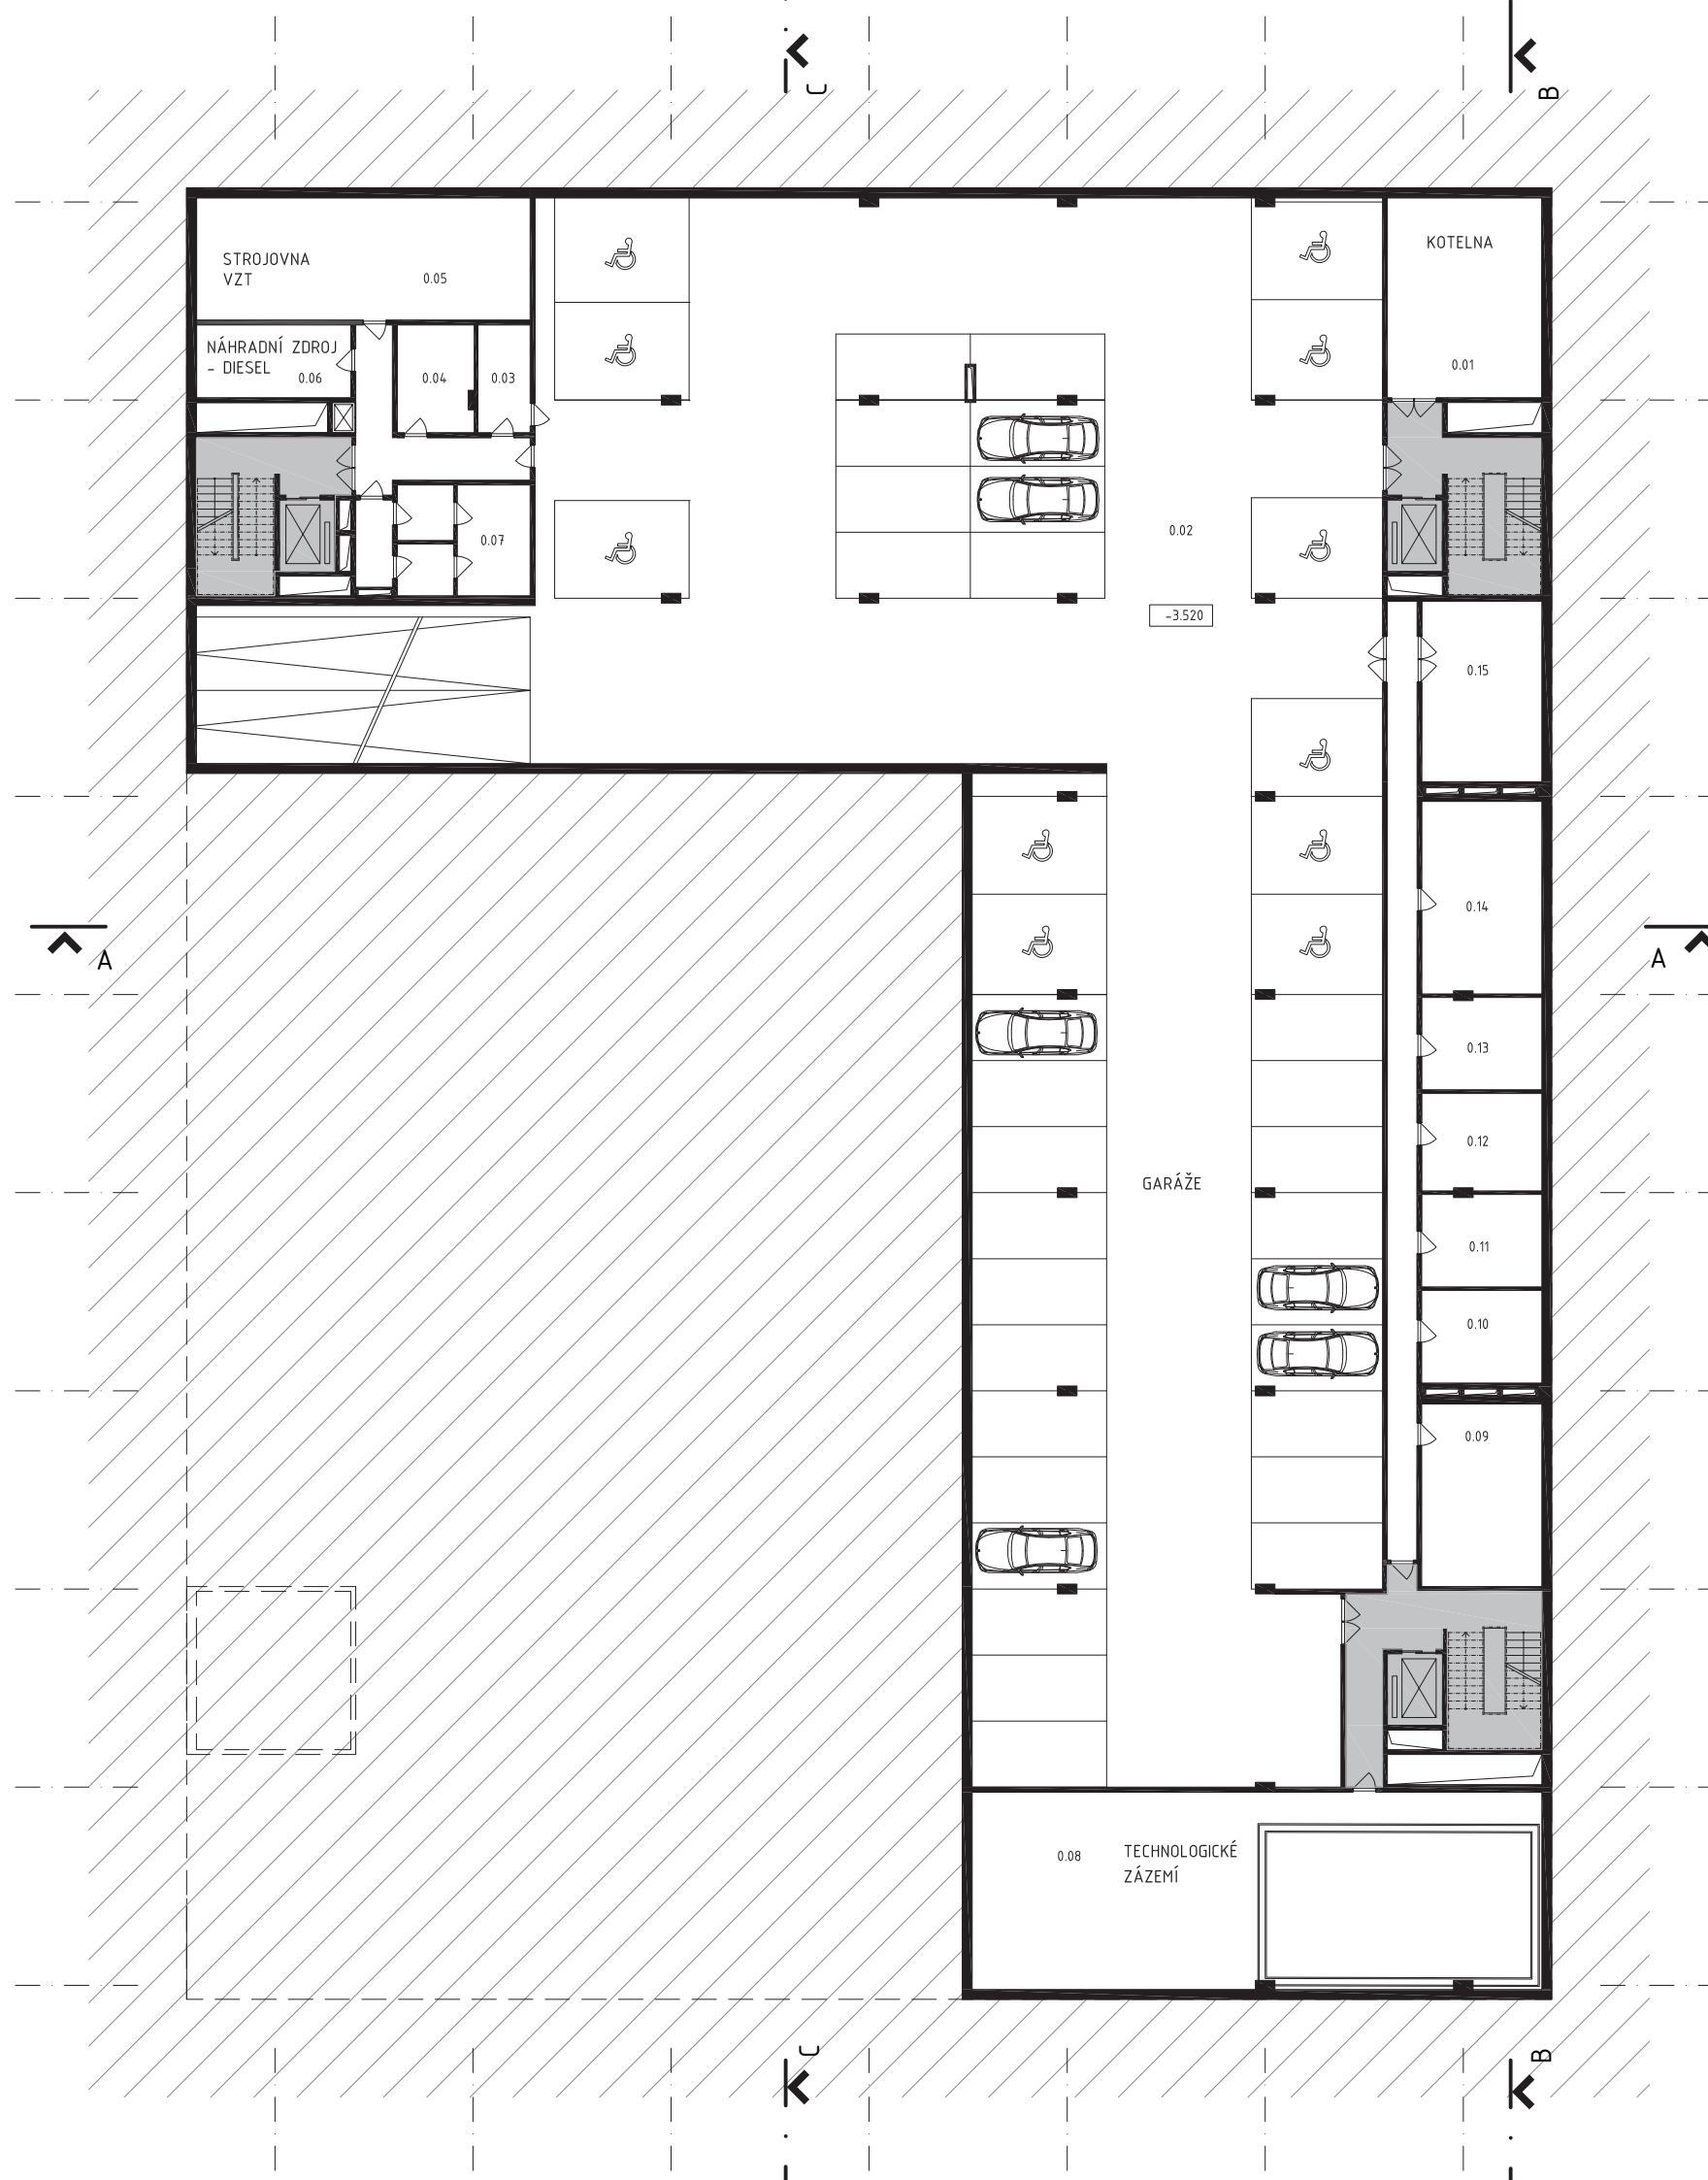 C
B
STROJOVNA
VZT
0.05
KOTELNA
NÁHRADNÍ ZDROJ
- DIESEL
0.06
0.04
0.03
0.01
0.07
0.02
-3.520
0.15
0.14
A
A
0.13
0.12
GARÁŽE
0.11
0.10
0.09
0.08
TECHNOLOGICKÉ
ZÁZEMÍ
C
B